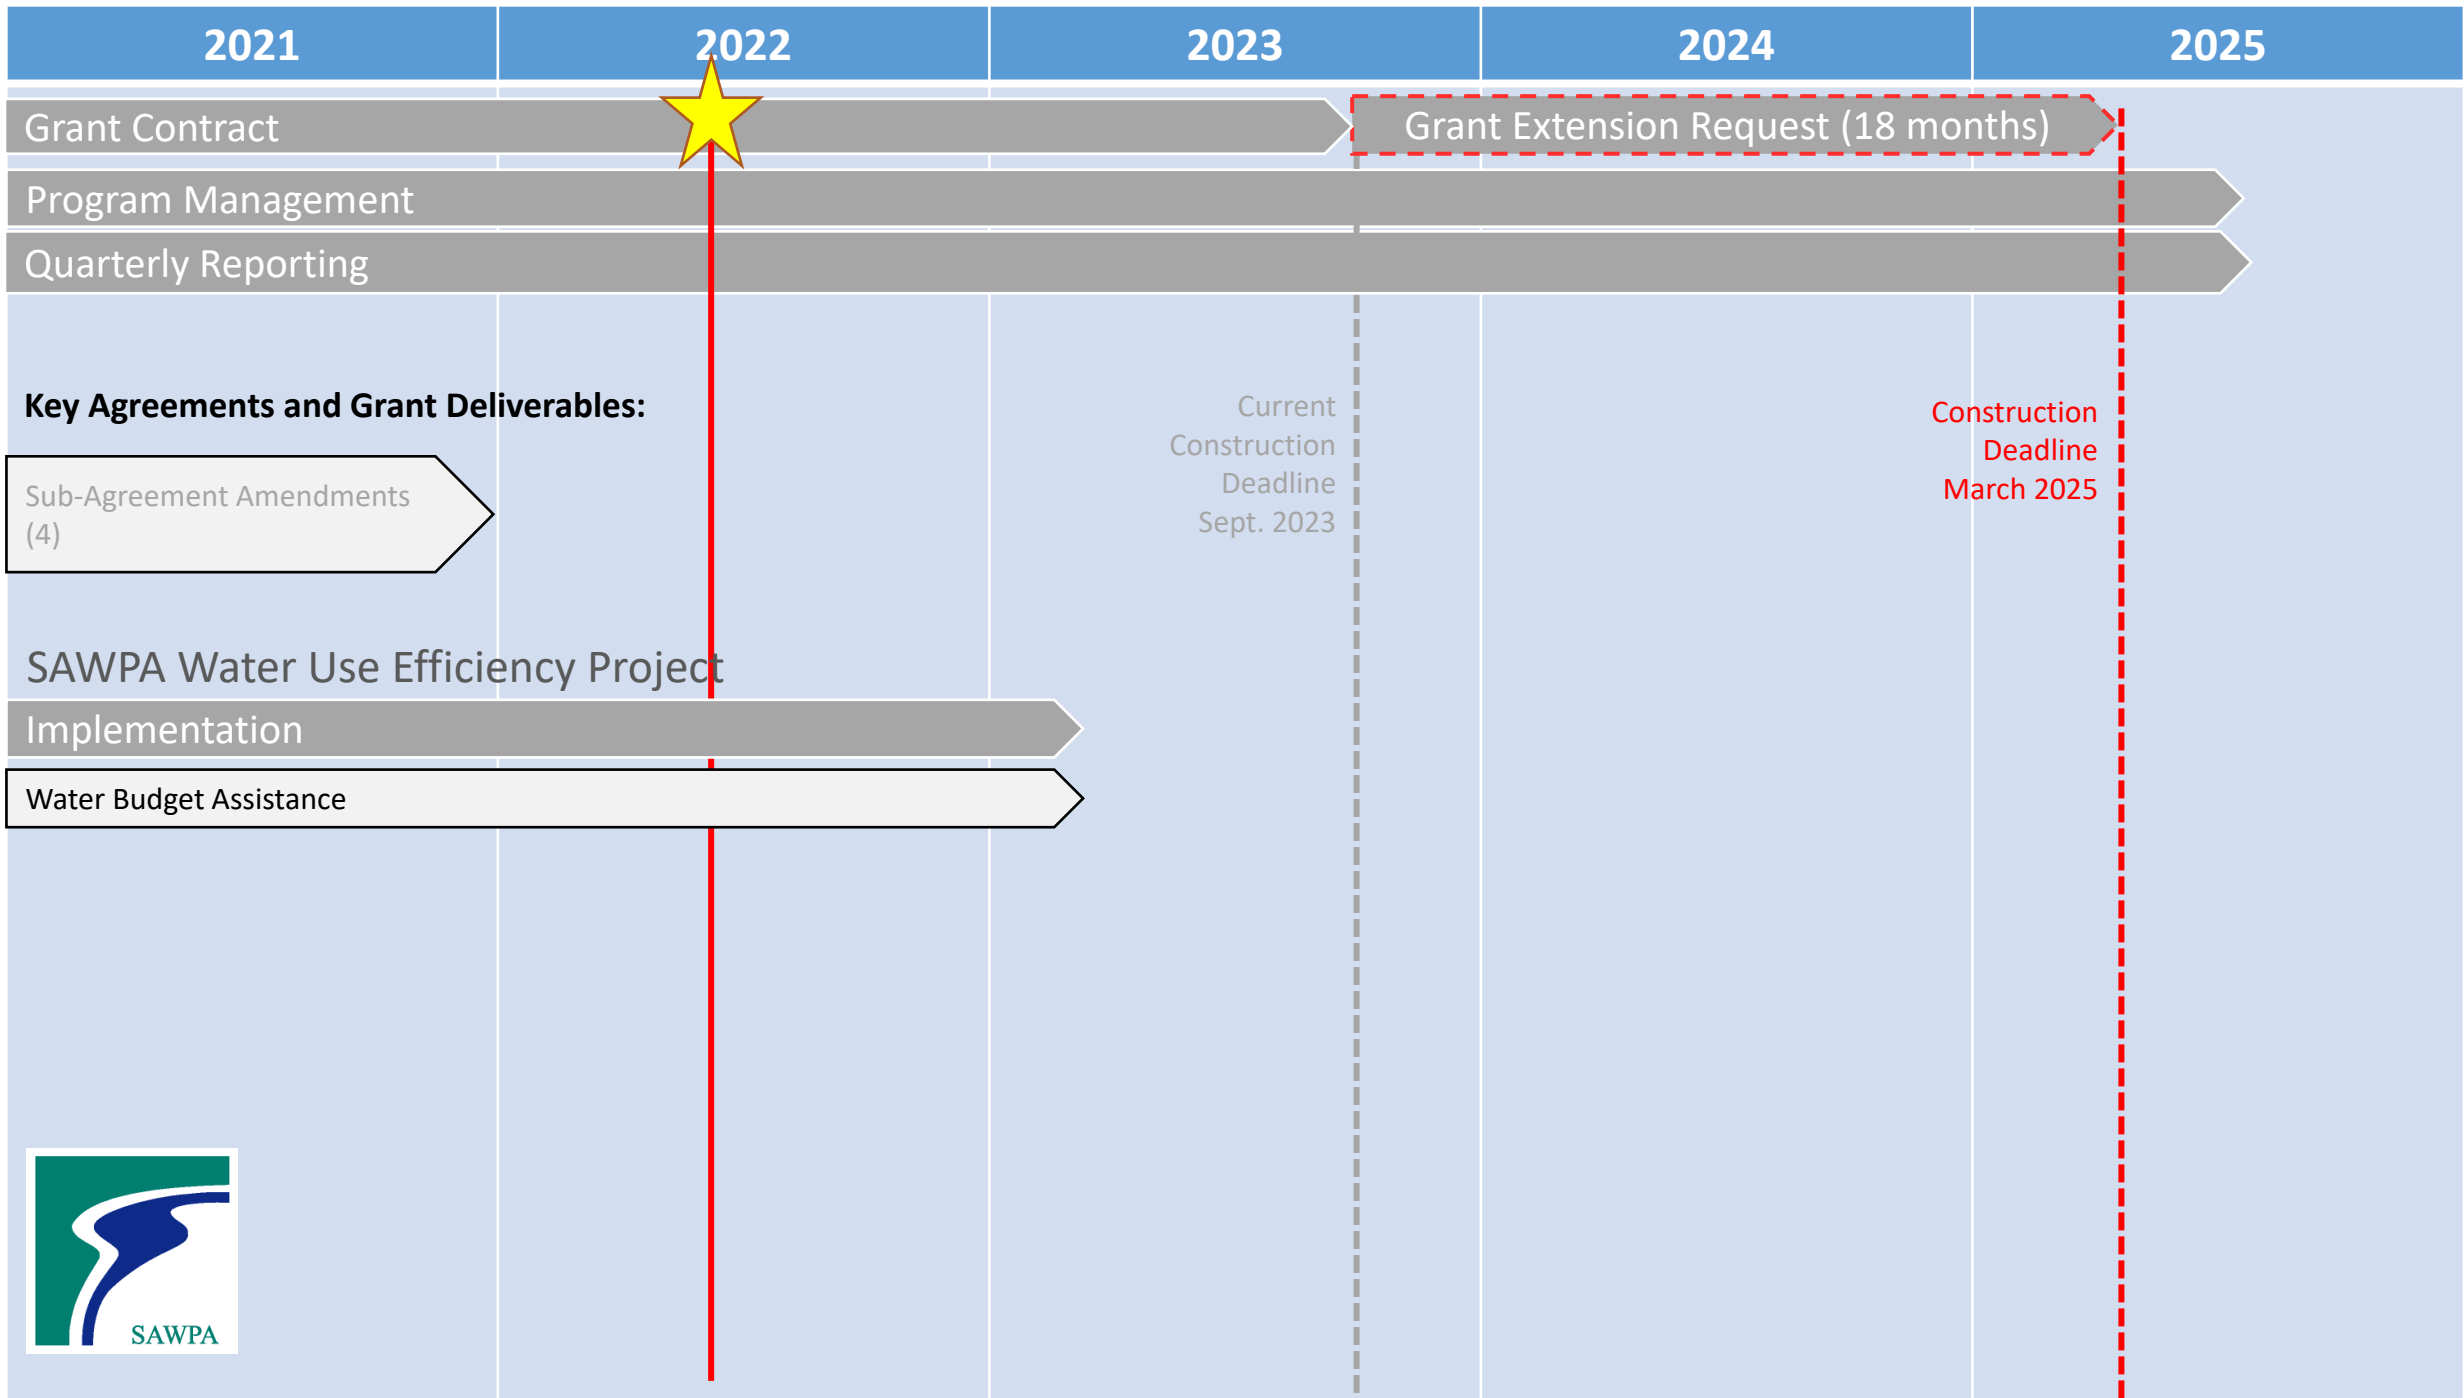 2021 2022 2023 2024 2025
Grant Contract
Grant Extension Request (18 months)
Program Management
Quarterly Reporting
Key Agreements and Grant Deliverables:
Current
Construction
Deadline
Sept. 2023
Construction
Deadline
March 2025
Sub-Agreement Amendments
(4)
SAWPA Water Use Efficiency Project
Implementation
Water Budget Assistance
SAWPA